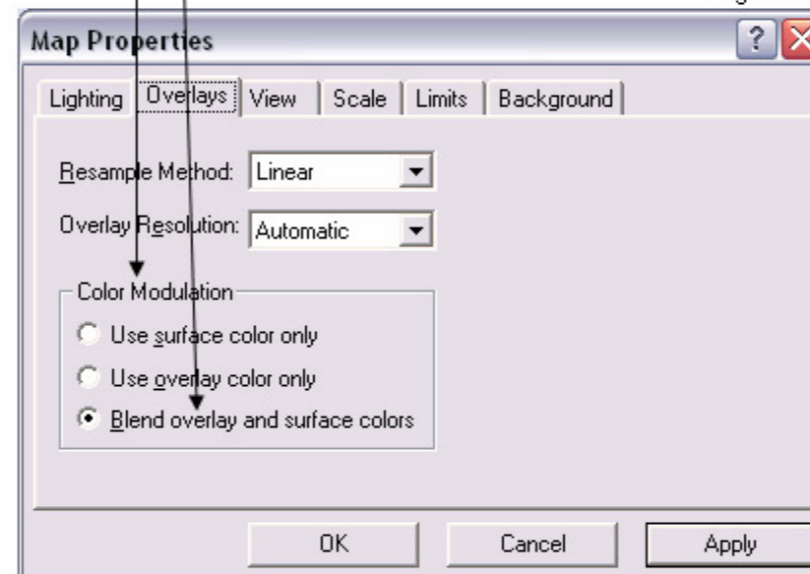 Map Properties
Lighting Overlays View Scale Limits Background
Resample Method: Linear
Overlay Resolution: Automatic
Color Modulation
Use surface color only
Use overlay color only
Blend overlay and surface colors
OK Cancel Apply